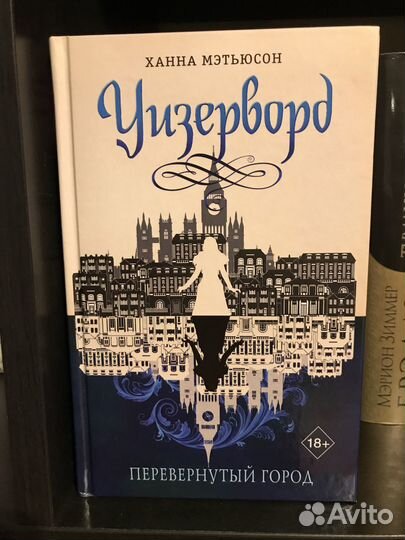 ХАННА МЭТЬЮСОН
Уизерворд
18+
ПЕРЕВЕРНУТЫЙ ГОРОД
МЭРИОН ЗИММЕР
Avito